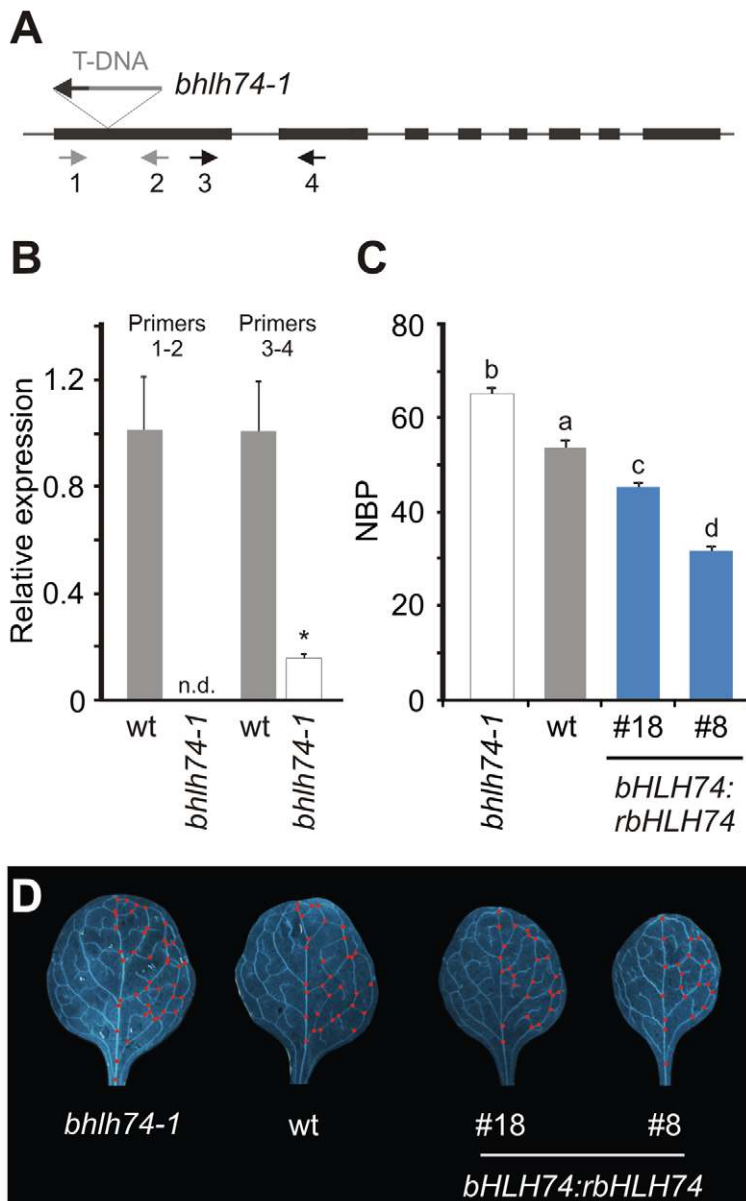 A
T-DNA
bhlh74-1
1 2 3 4
B
Primers
1-2
Primers
3-4
Relative expression
1.2
0.8
0.4
0
n.d.
*
wt
bhlh74-1
wt
bhlh74-1
C
NBP
80
60
40
20
0
b
a
c
d
bhlh74-1
wt
#18
#8
bHLH74:
rbHLH74
D
bhlh74-1
wt
#18
#8
bHLH74:rbHLH74